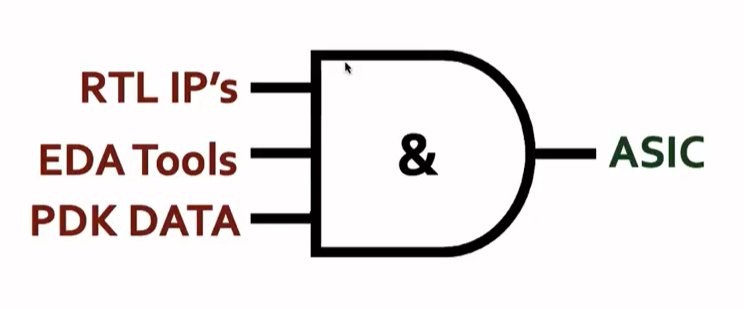 RTL IP's
EDA Tools
PDK DATA
&
ASIC